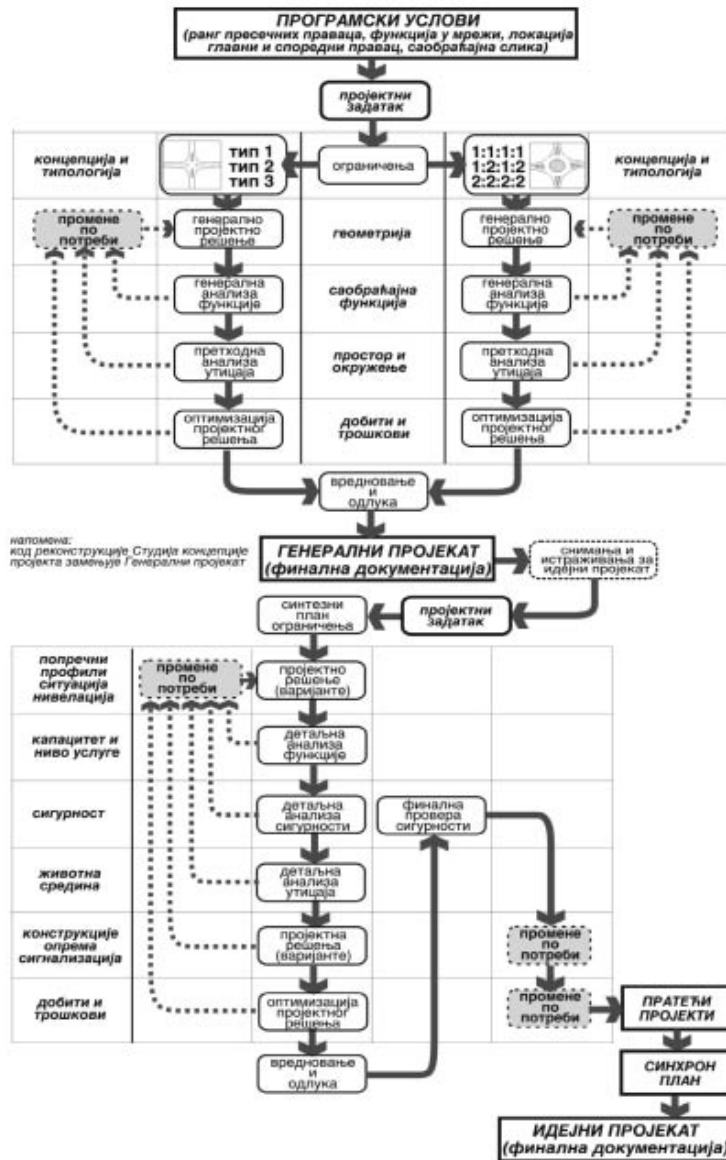 ПРОГРАМСКИ УСЛОВИ
(ранг пресечних праваца, функција у мрежи, локација
главни и споредни правац, саобраћајна слика)
пројектни
задатак
концепција и
типологија
тип 1
тип 2
тип 3
ограничења
1:1:1:1
1:2:1:2
2:2:2:2
концепција и
типологија
промене
по
потреби
генерално
пројектно
решење
геометрија
генерално
пројектно
решење
промене
по
потреби
генерална
анализа
функције
саобраћајна
функција
генерална
анализа
функције
претходна
анализа
утицаја
простор и
окружење
претходна
анализа
утицаја
оптимизација
пројектног
решења
добити и
трошкови
оптимизација
пројектног
решења
вредновање
и
одлука
напомена:
код реконструкције Студија концепције
пројекта замењује Генерални пројекат
ГЕНЕРАЛНИ ПРОЈЕКАТ
(финална документација)
снимања и
истраживања за
идејни пројекат
синтезни
план
ограничења
пројектни
задатак
попречни
профили
ситуација
нивелација
промене
по
потреби
пројектно
решење
(варијанте)
капацитет и
ниво услуге
детаљна
анализа
функције
сигурност
детаљна
анализа
сигурности
финална
провера
сигурности
животна
средина
детаљна
анализа
утицаја
конструкције
опрема
сигнализација
пројектна
решења
(варијанте)
промене
по
потреби
добити и
трошкови
оптимизација
пројектног
решења
промене
по
потреби
ПРАТЕЋИ
ПРОЈЕКТИ
вредновање
и
одлука
СИНХРОН
ПЛАН
ИДЕЈНИ ПРОЈЕКАТ
(финална документација)